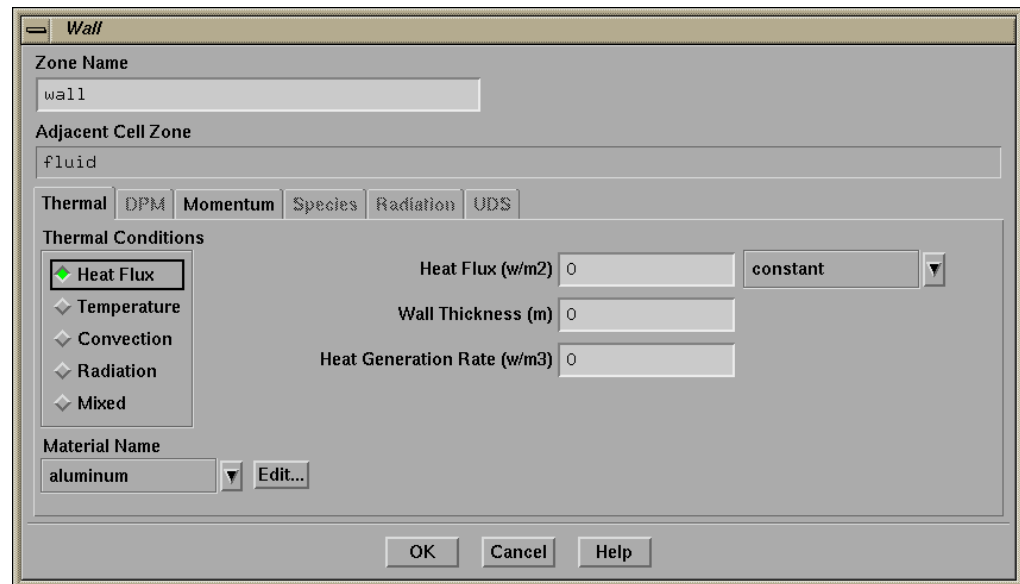 Wall
Zone Name
wall
Adjacent Cell Zone
fluid
Thermal DPM Momentum Species Radiation UDS
Thermal Conditions
Heat Flux
Temperature
Convection
Radiation
Mixed
Heat Flux (w/m2) 0 constant
Wall Thickness (m) 0
Heat Generation Rate (w/m3) 0
Material Name
aluminum Edit...
OK Cancel Help